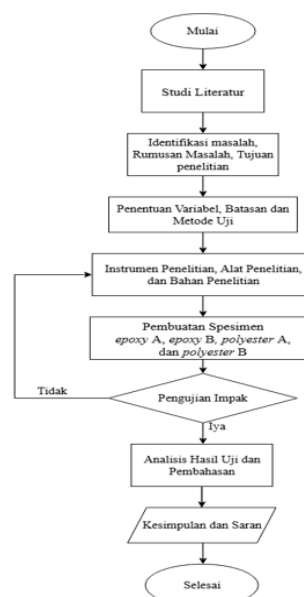 Mulai
Studi Literatur
Identifikasi masalah,
Rumusan Masalah, Tujuan
penelitian
Penentuan Variabel, Batasan dan
Metode Uji
Instrumen Penelitian, Alat Penelitian,
dan Bahan Penelitian
Pembuatan Spesimen
epoxy A, epoxy B, polyester A,
dan polyester B
Tidak
Pengujian Impak
Iya
Analisis Hasil Uji dan
Pembahasan
Kesimpulan dan Saran
Selesai